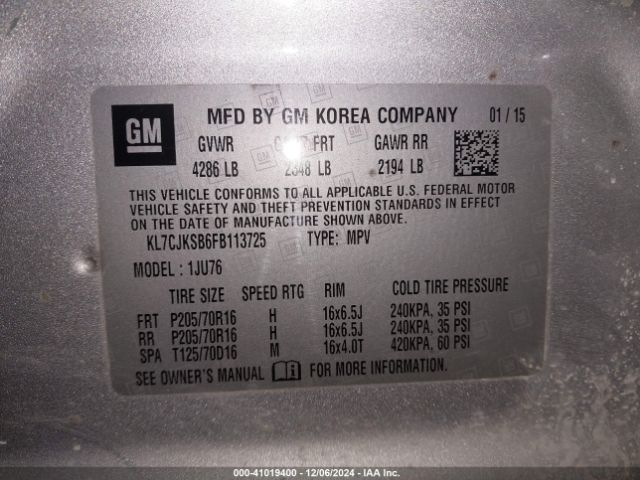 GM
MFD BY GM KOREA COMPANY 01 / 15
GVWR FRT GAWR RR
4286 LB 2348 LB 2194 LB
THIS VEHICLE CONFORMS TO ALL APPLICABLE U.S. FEDERAL MOTOR
VEHICLE SAFETY AND THEFT PREVENTION STANDARDS IN EFFECT
ON THE DATE OF MANUFACTURE SHOWN ABOVE.
KL7CJKSB6FB113725 TYPE: MPV
MODEL : 1JU76
TIRE SIZE SPEED RTG RIM COLD TIRE PRESSURE
FRT P205/70R16 H 16x6.5J 240KPA, 35 PSI
RR P205/70R16 H 16x6.5J 240KPA, 35 PSI
SPA T125/70D16 M 16x4.0T 420KPA, 60 PSI
SEE OWNER'S MANUAL FOR MORE INFORMATION.
000-41019400 • 12/06/2024 • IAA Inc.